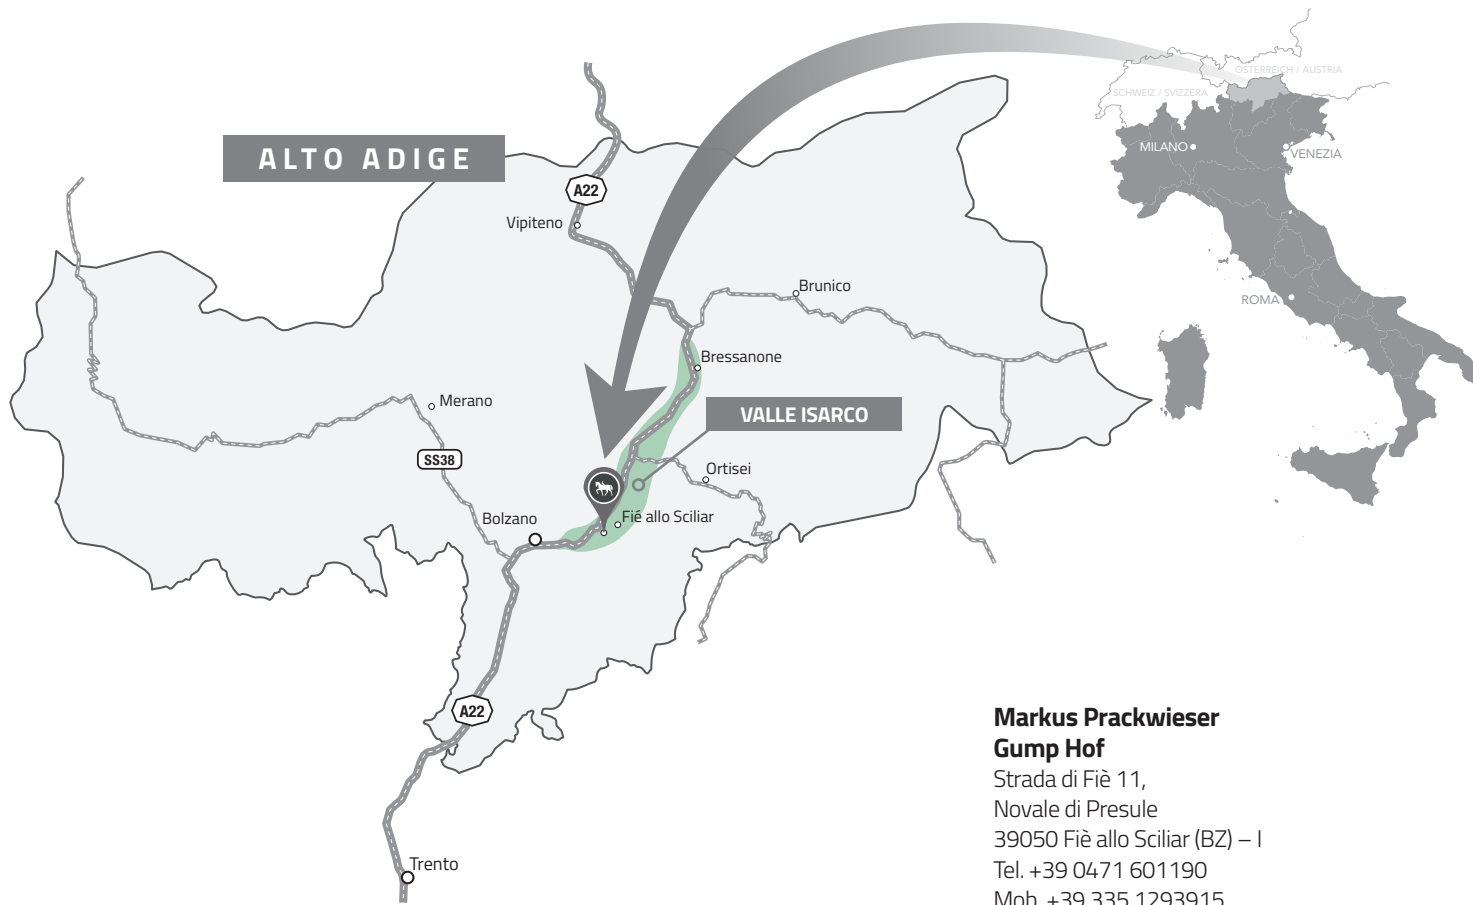 ALTO ADIGE
ÖSTERREICH / AUSTRIA
SCHWEIZ / SVIZZERA
MILANO
VENEZIA
A22
Vipiteno
Brunico
ROMA
Bressanone
Merano
VALLE ISARCO
SS38
Ortisei
Bolzano
Fié allo Sciliar
A22
Trento
Markus Prackwieser
Gump Hof
Strada di Fiè 11,
Novale di Presule
39050 Fiè allo Sciliar (BZ) – I
Tel. +39 0471 601190
Mob. +39 335 1293915